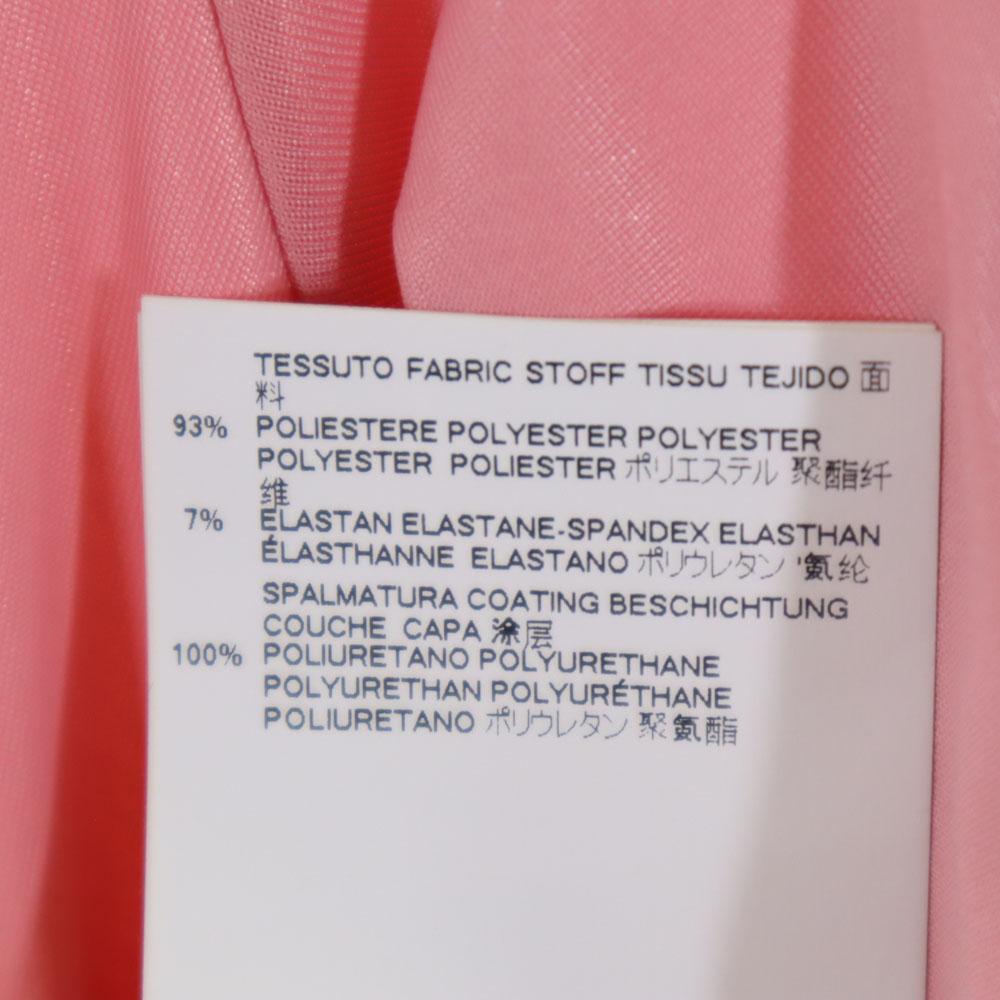 TESSUTO FABRIC STOFF TISSU TEJIDO 面
料
93% POLIESTERE POLYESTER POLYESTER
POLYESTER POLIESTER ポリエステル 聚酯纤
维
7% ELASTAN ELASTANE-SPANDEX ELASTHAN
ÉLASTHANNE ELASTANO ポリウレタン '氨纶
SPALMATURA COATING BESCHICHTUNG
COUCHE CAPA 涂层
100% POLIURETANO POLYURETHANE
POLYURETHAN POLYURÉTHANE
POLIURETANO ポリウレタン 聚氨酯